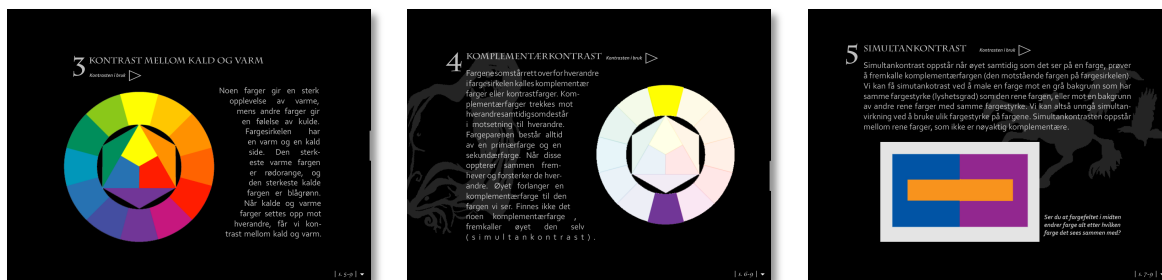 3 KONTRAST MELLOM KALD OG VARM
Kontrasten i bruk
Noen farger gir en sterk
opplevelse av varme,
mens andre farger gir
en følelse av kulde.
Fargesirkelen har
en varm og en kald
side. Den sterk-
este varme fargen
er rødorange, og
den sterkeste kalde
fargen er blågrønn.
Når kalde og varme
farger settes opp mot
hverandre, får vi kon-
trast mellom kald og varm.
| s. 5-9 |
4 KOMPLEMENTÆRKONTRAST
Kontrasten i bruk
Fargene som står rett overfor hverandre
i fargesirkelen kalles komplementær
farger eller kontrastfarger. Kom-
plementærfarger trekkes mot
hverandre samtidig som de står
i motsetning til hverandre.
Fargeparenen består alltid
av en primærfarge og en
sekundærfarge. Når disse
oppterer sammen frem-
hever og forsterker de hver-
andre. Øyet forlanger en
komplementærfarge til den
fargen vi ser. Finnes ikke det
noen komplementærfarge ,
fremkaller øyet den selv
(simultankontrast).
| s. 6-9 |
5 SIMULTANKONTRAST
Kontrasten i bruk
Simultankontrast oppstår når øyet samtidig som det ser på en farge, prøver
å fremkalle komplementærfargen (den motstående fargen på fargesirkelen)
Vi kan få simutankotrast ved å male en farge mot en grå bakgrunn som har
samme fargestyrke (lyshetsgrad) som den rene fargen, eller mot en bakgrunn
av andre rene farger med samme fargestyrke. Vi kan altså unngå simultan-
virkning ved å bruke ulik fargestyrke på fargene. Simultankontrasten oppstår
mellom rene farger, som ikke er nøyaktig komplementære.
Ser du at fargefeltet i midten
endrer farge alt etter hvilken
farge det sees sammen med?
| s. 7-9 |